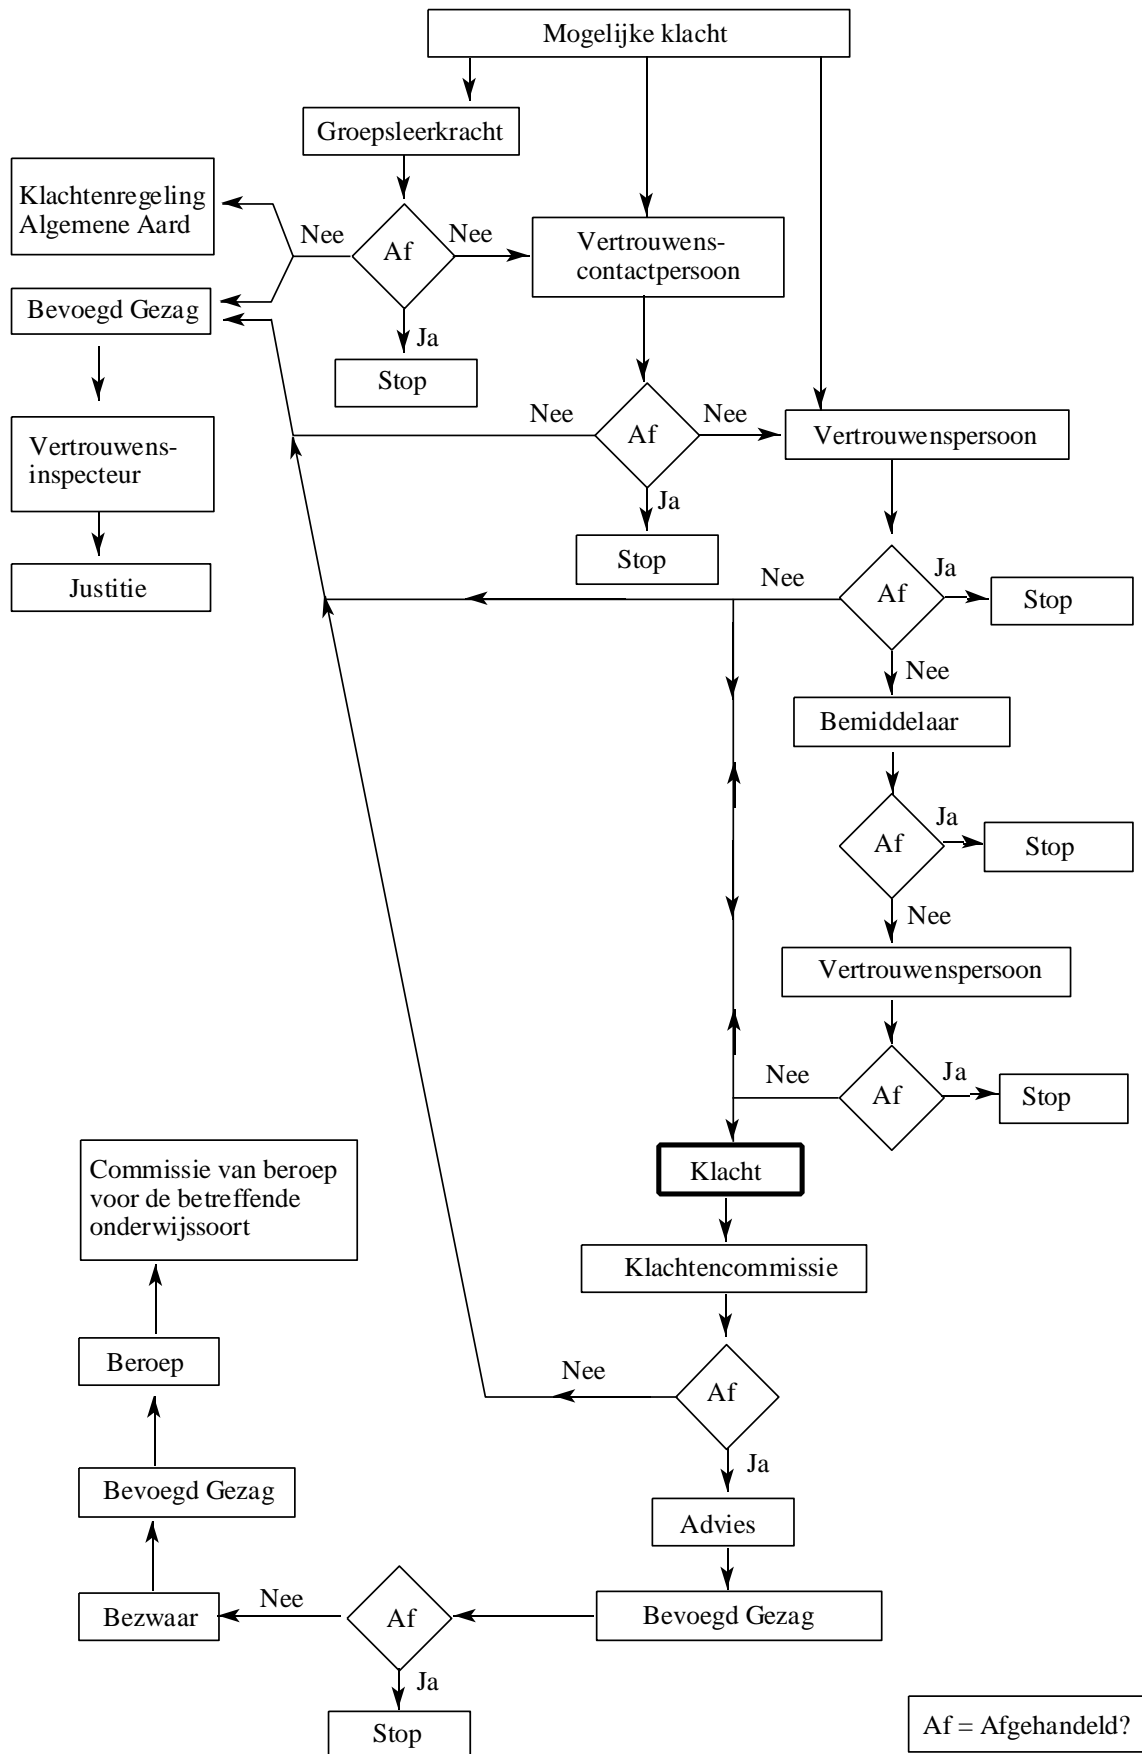 Mogelijke klacht
Groepsleerkracht
Klachtenregeling
Algemene Aard
Nee
Af
Nee
Vertrouwens-
contactpersoon
Bevoegd Gezag
Ja
Stop
Nee
Af
Nee
Vertrouwenspersoon
Vertrouwens-
inspecteur
Ja
Stop
Justitie
Nee
Af
Ja
Stop
Nee
Bemiddelaar
Af
Ja
Stop
Nee
Vertrouwenspersoon
Nee
Af
Ja
Stop
Klacht
Commissie van beroep
voor de betreffende
onderwijssoort
Klachtencommissie
Beroep
Nee
Af
Ja
Bevoegd Gezag
Advies
Bezwaar
Nee
Af
Bevoegd Gezag
Ja
Stop
Af = Afgehandeld?